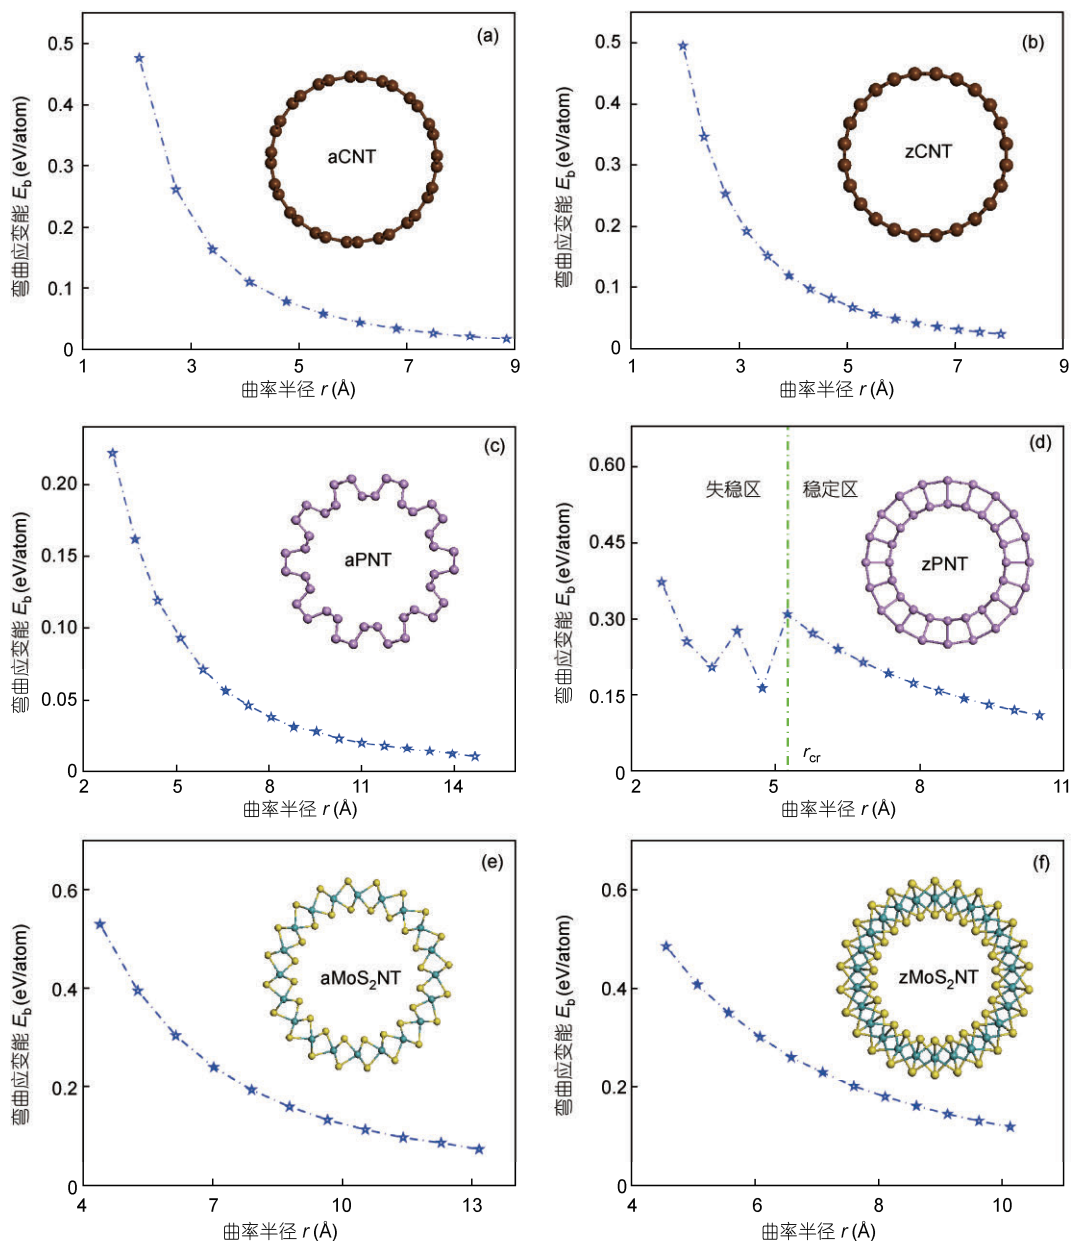 (a)
aCNT
弯曲应变能 Eb (eV/atom)
0.5
0.4
0.3
0.2
0.1
0
1 3 5 7 9
曲率半径 r (Å)
(b)
zCNT
弯曲应变能 Eb (eV/atom)
0.5
0.4
0.3
0.2
0.1
0
1 3 5 7 9
曲率半径 r (Å)
(c)
aPNT
弯曲应变能 Eb (eV/atom)
0.20
0.15
0.10
0.05
0
2 5 8 11 14
曲率半径 r (Å)
(d)
失稳区 稳定区
zPNT
rcr
弯曲应变能 Eb (eV/atom)
0.60
0.45
0.30
0.15
0
2 5 8 11
曲率半径 r (Å)
(e)
aMoS₂NT
弯曲应变能 Eb (eV/atom)
0.6
0.4
0.2
0
4 7 10 13
曲率半径 r (Å)
(f)
zMoS₂NT
弯曲应变能 Eb (eV/atom)
0.6
0.4
0.2
0
4 6 8 10
曲率半径 r (Å)